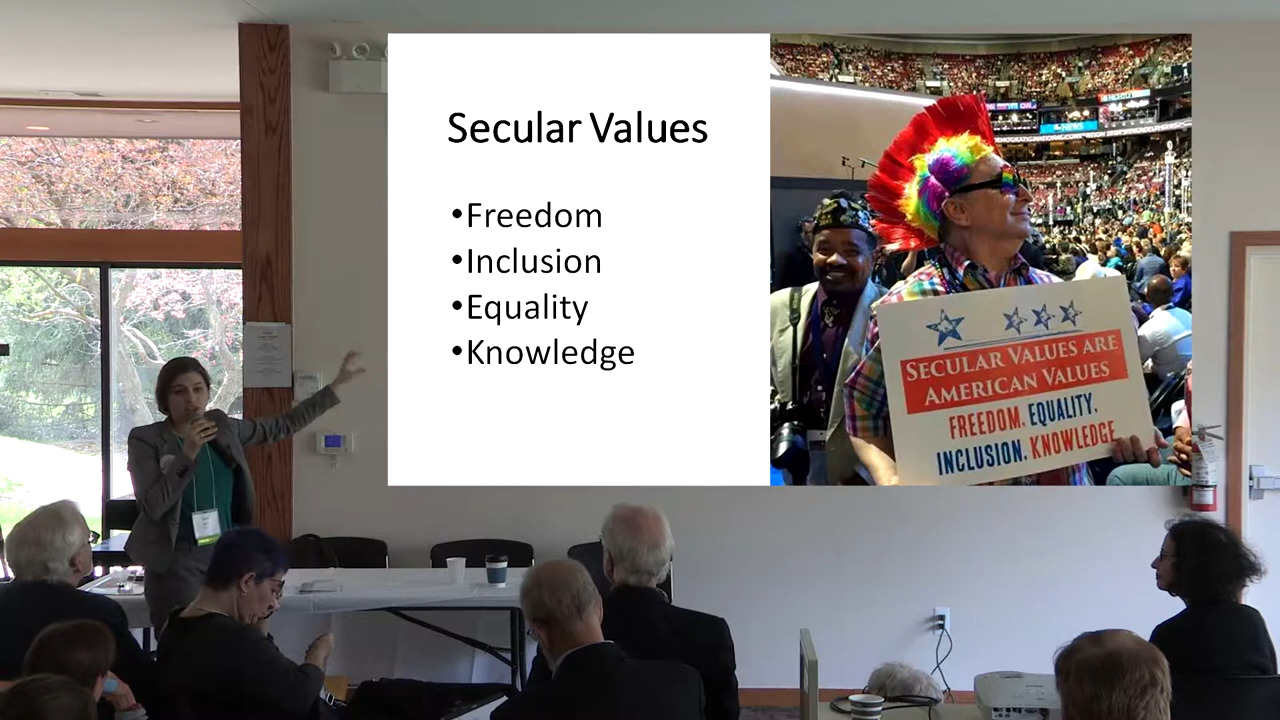 Secular Values
•Freedom
•Inclusion
•Equality
•Knowledge
SECULAR VALUES ARE
AMERICAN VALUES
FREEDOM, EQUALITY,
INCLUSION, KNOWLEDGE